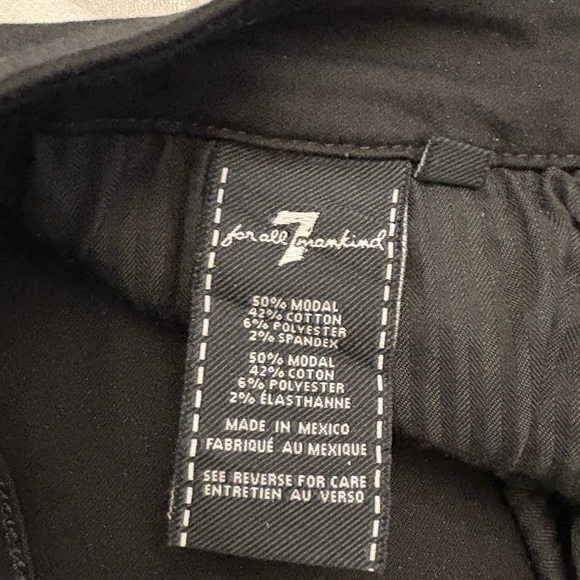 for all 7 mankind
50% MODAL
42% COTTON
6% POLYESTER
2% SPANDEX
50% MODAL
42% COTON
6% POLYESTER
2% ÉLASTHANNE
MADE IN MEXICO
FABRIQUÉ AU MEXIQUE
SEE REVERSE FOR CARE
ENTRETIEN AU VERSO